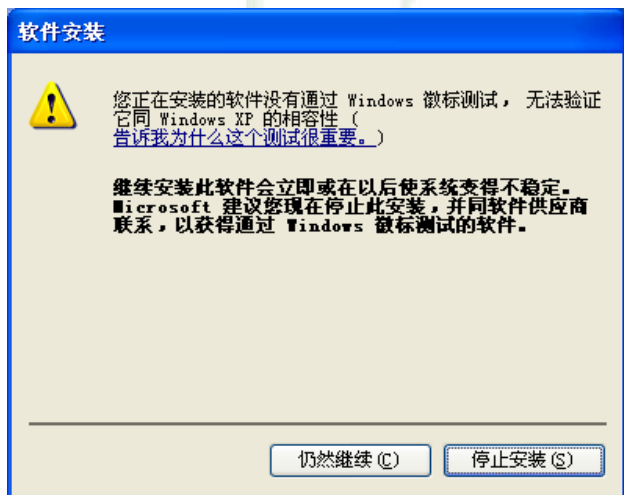 软件安装
您正在安装的软件没有通过 Windows 徽标测试， 无法验证
它同 Windows XP 的相容性（
告诉我为什么这个测试很重要。）
继续安装此软件会立即或在以后使系统变得不稳定。
Microsoft 建议您现在停止此安装，并同软件供应商
联系，以获得通过 Windows 徽标测试的软件。
仍然继续(C)
停止安装(S)